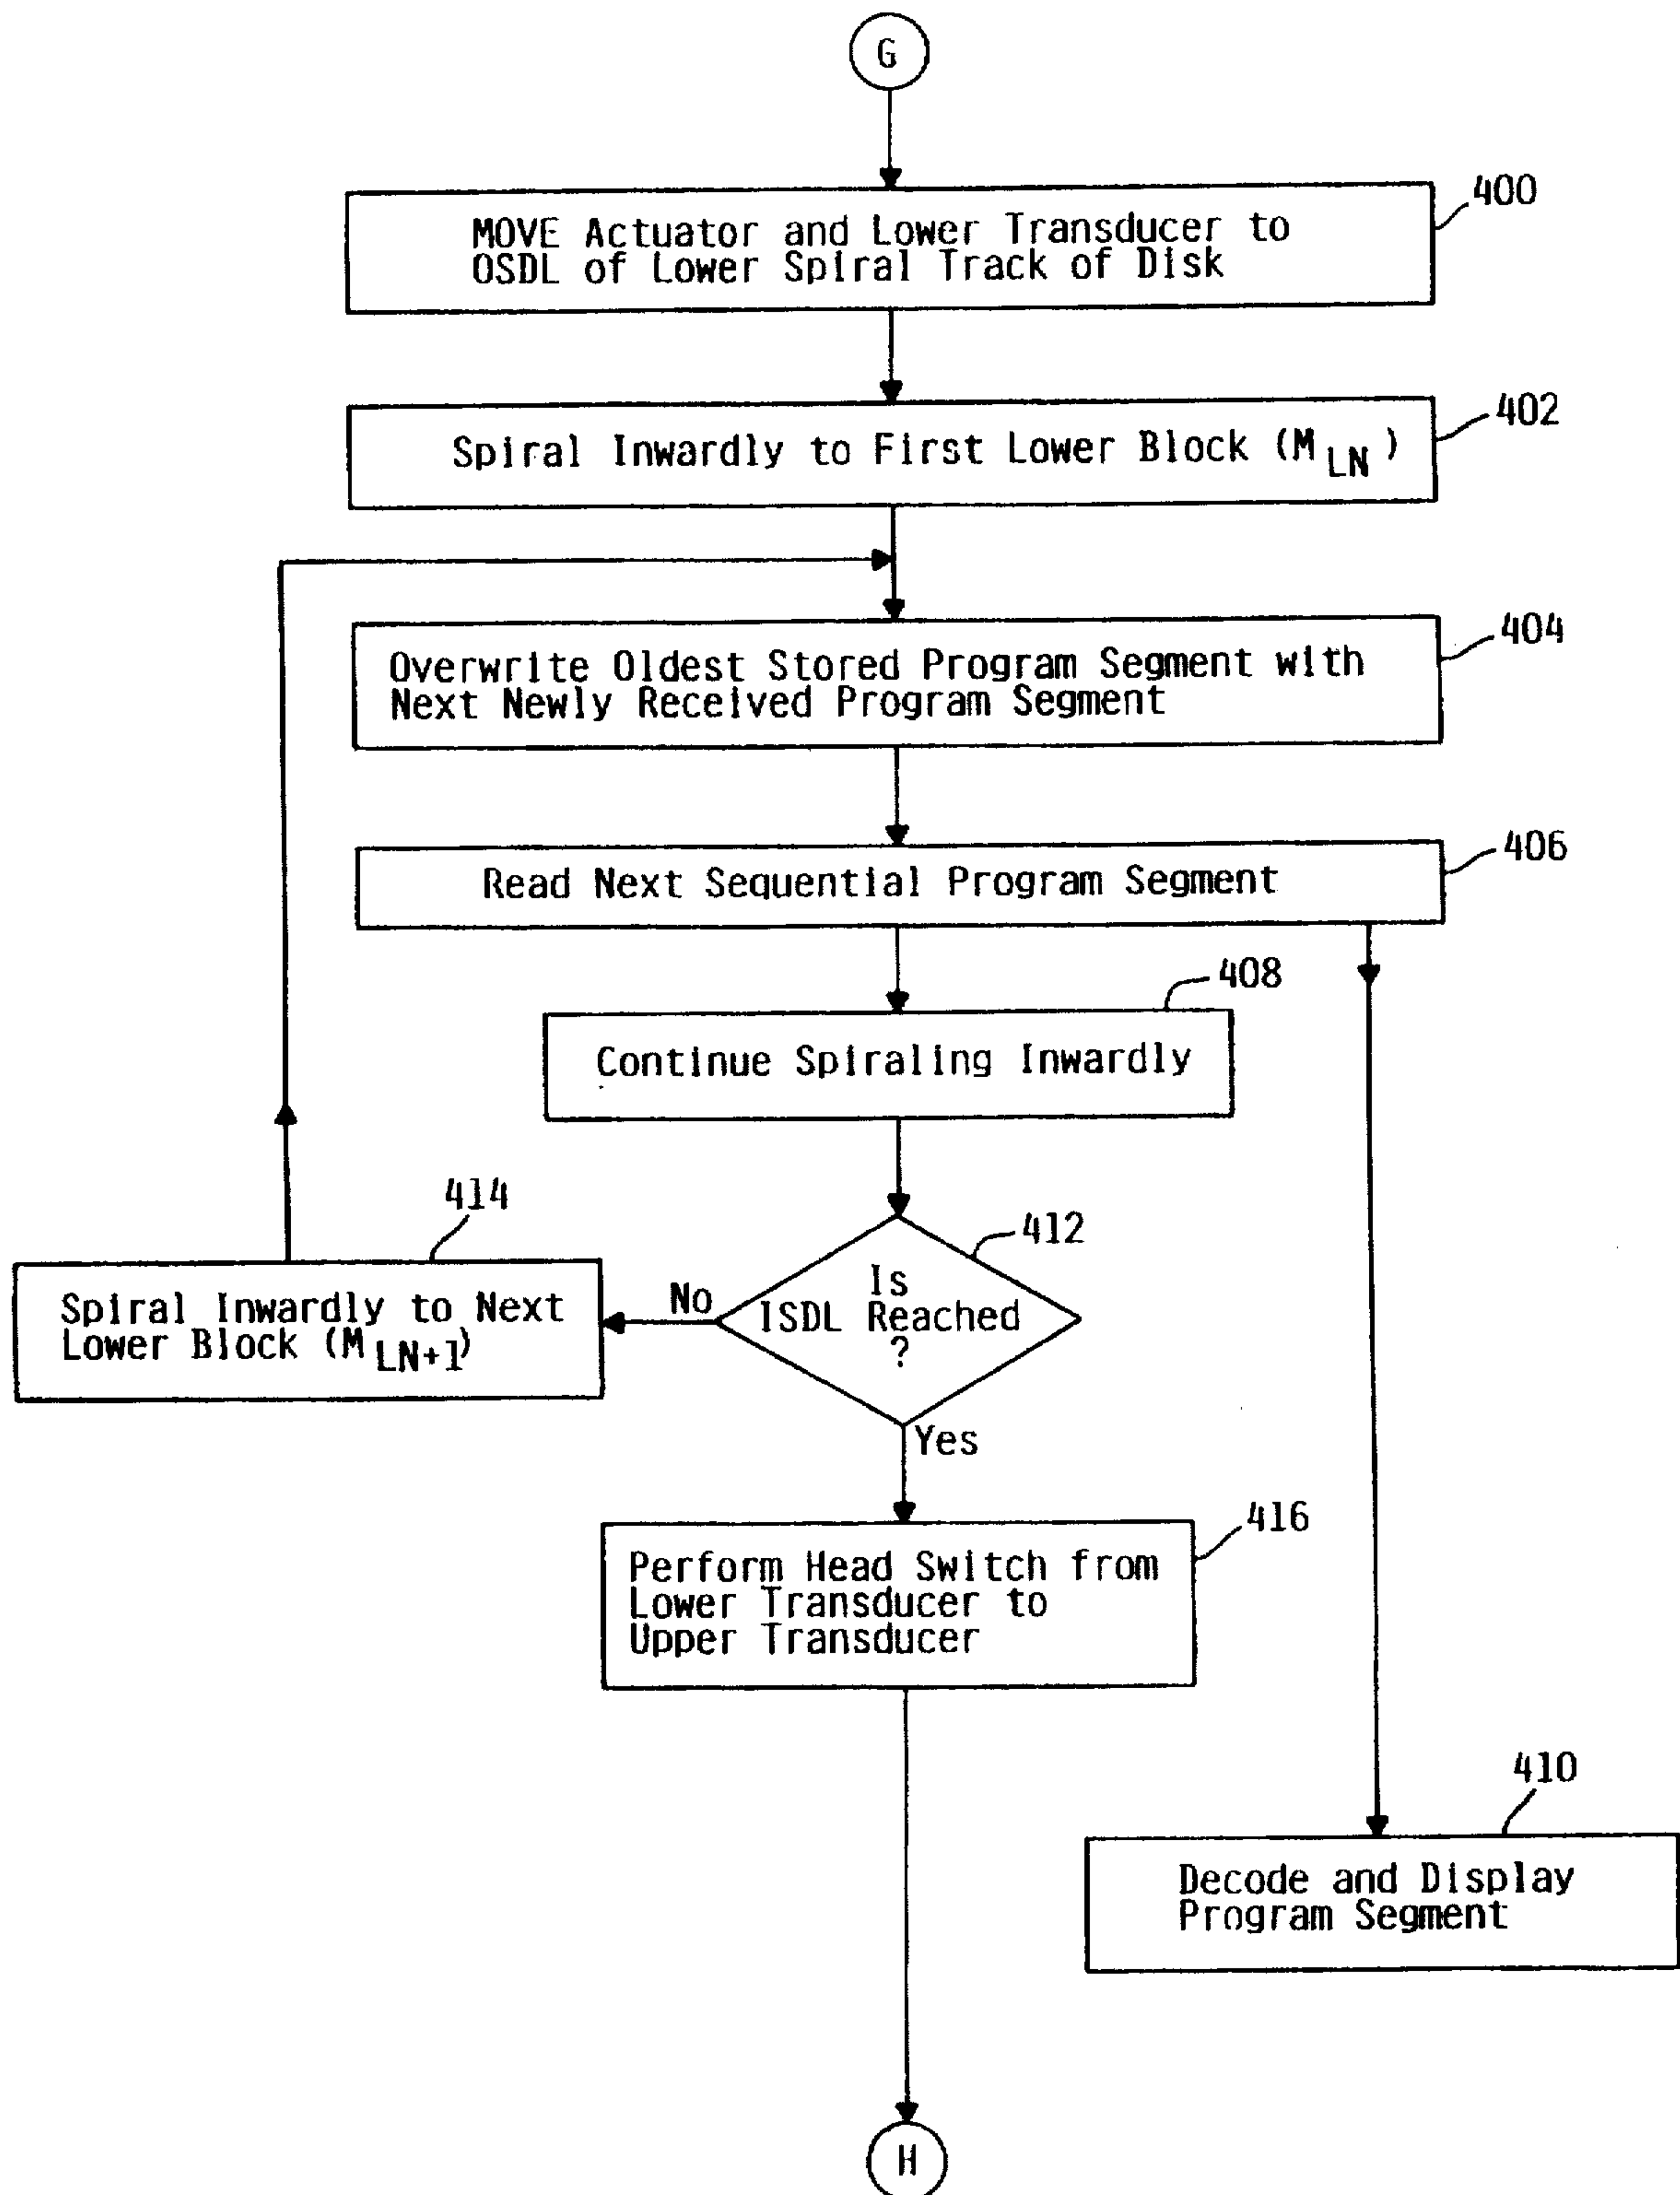 G
400
MOVE Actuator and Lower Transducer to
OSDL of Lower Spiral Track of Disk
402
Spiral Inwardly to First Lower Block (M LN )
404
Overwrite Oldest Stored Program Segment with
Next Newly Received Program Segment
406
Read Next Sequential Program Segment
408
Continue Spiraling Inwardly
414
412
Is
ISDL Reached
?
No
Spiral Inwardly to Next
Lower Block (M LN+1)
Yes
416
Perform Head Switch from
Lower Transducer to
Upper Transducer
410
Decode and Display
Program Segment
H